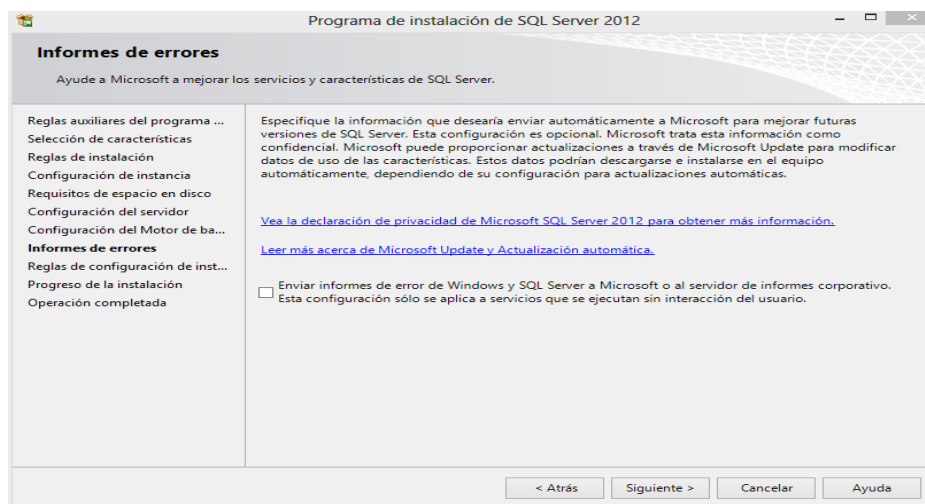 Programa de instalación de SQL Server 2012
Informes de errores
Ayude a Microsoft a mejorar los servicios y características de SQL Server.
Reglas auxiliares del programa ...
Selección de características
Reglas de instalación
Configuración de instancia
Requisitos de espacio en disco
Configuración del servidor
Configuración del Motor de ba...
Informes de errores
Reglas de configuración de inst...
Progreso de la instalación
Operación completada
Especifique la información que desearía enviar automáticamente a Microsoft para mejorar futuras
versiones de SQL Server. Esta configuración es opcional. Microsoft trata esta información como
confidencial. Microsoft puede proporcionar actualizaciones a través de Microsoft Update para modificar
datos de uso de las características. Estos datos podrían descargarse e instalarse en el equipo
automáticamente, dependiendo de su configuración para actualizaciones automáticas.
Vea la declaración de privacidad de Microsoft SQL Server 2012 para obtener más información.
Leer más acerca de Microsoft Update y Actualización automática.
Enviar informes de error de Windows y SQL Server a Microsoft o al servidor de informes corporativo.
Esta configuración sólo se aplica a servicios que se ejecutan sin interacción del usuario.
< Atrás
Siguiente >
Cancelar
Ayuda